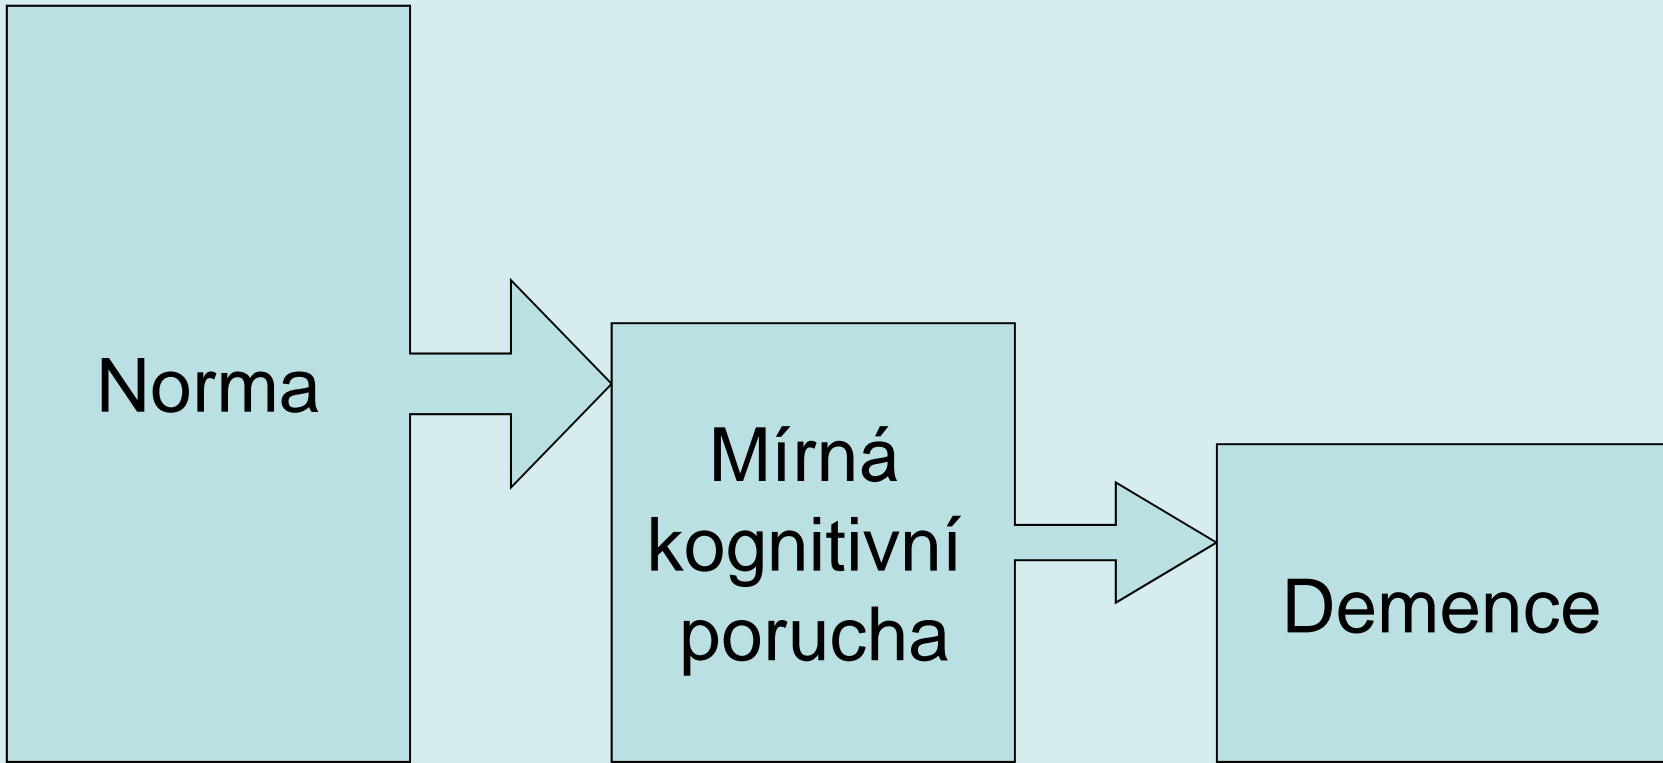 Norma
Mírná
kognitivní
porucha
Demence